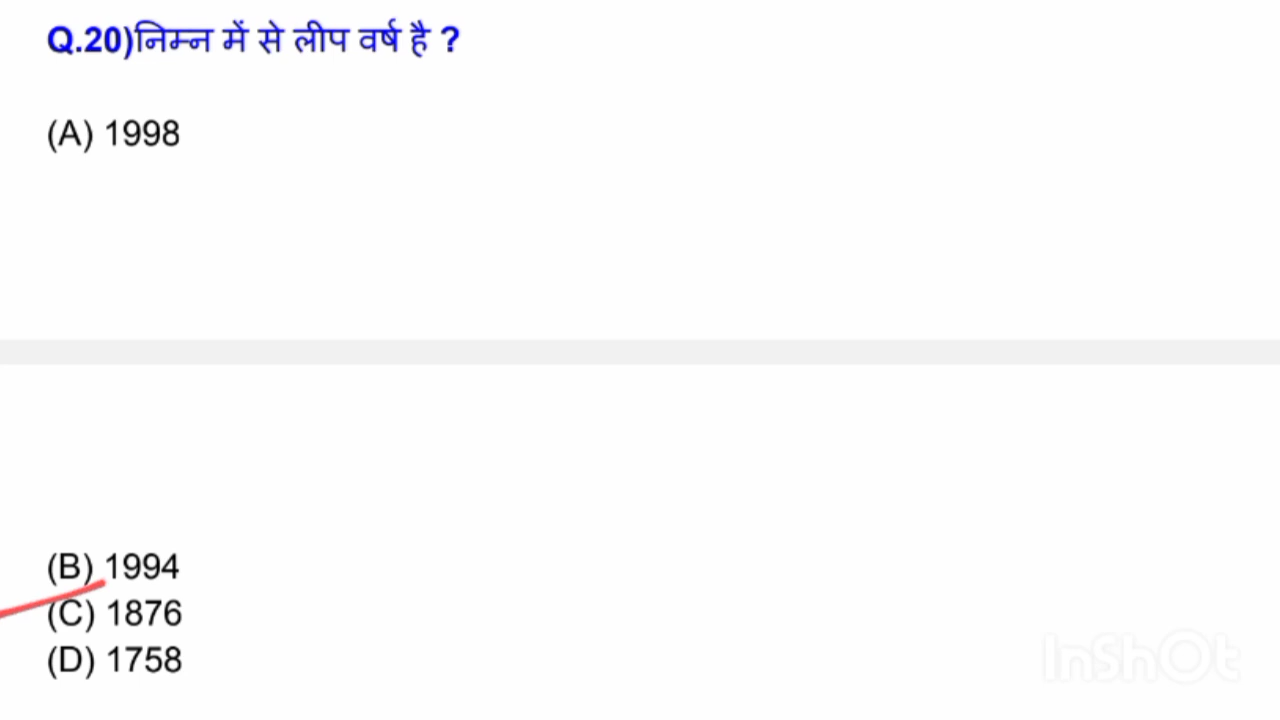 Q.20)निम्न में से लीप वर्ष है ?
(A) 1998
(B) 1994
(C) 1876
(D) 1758
InShOt